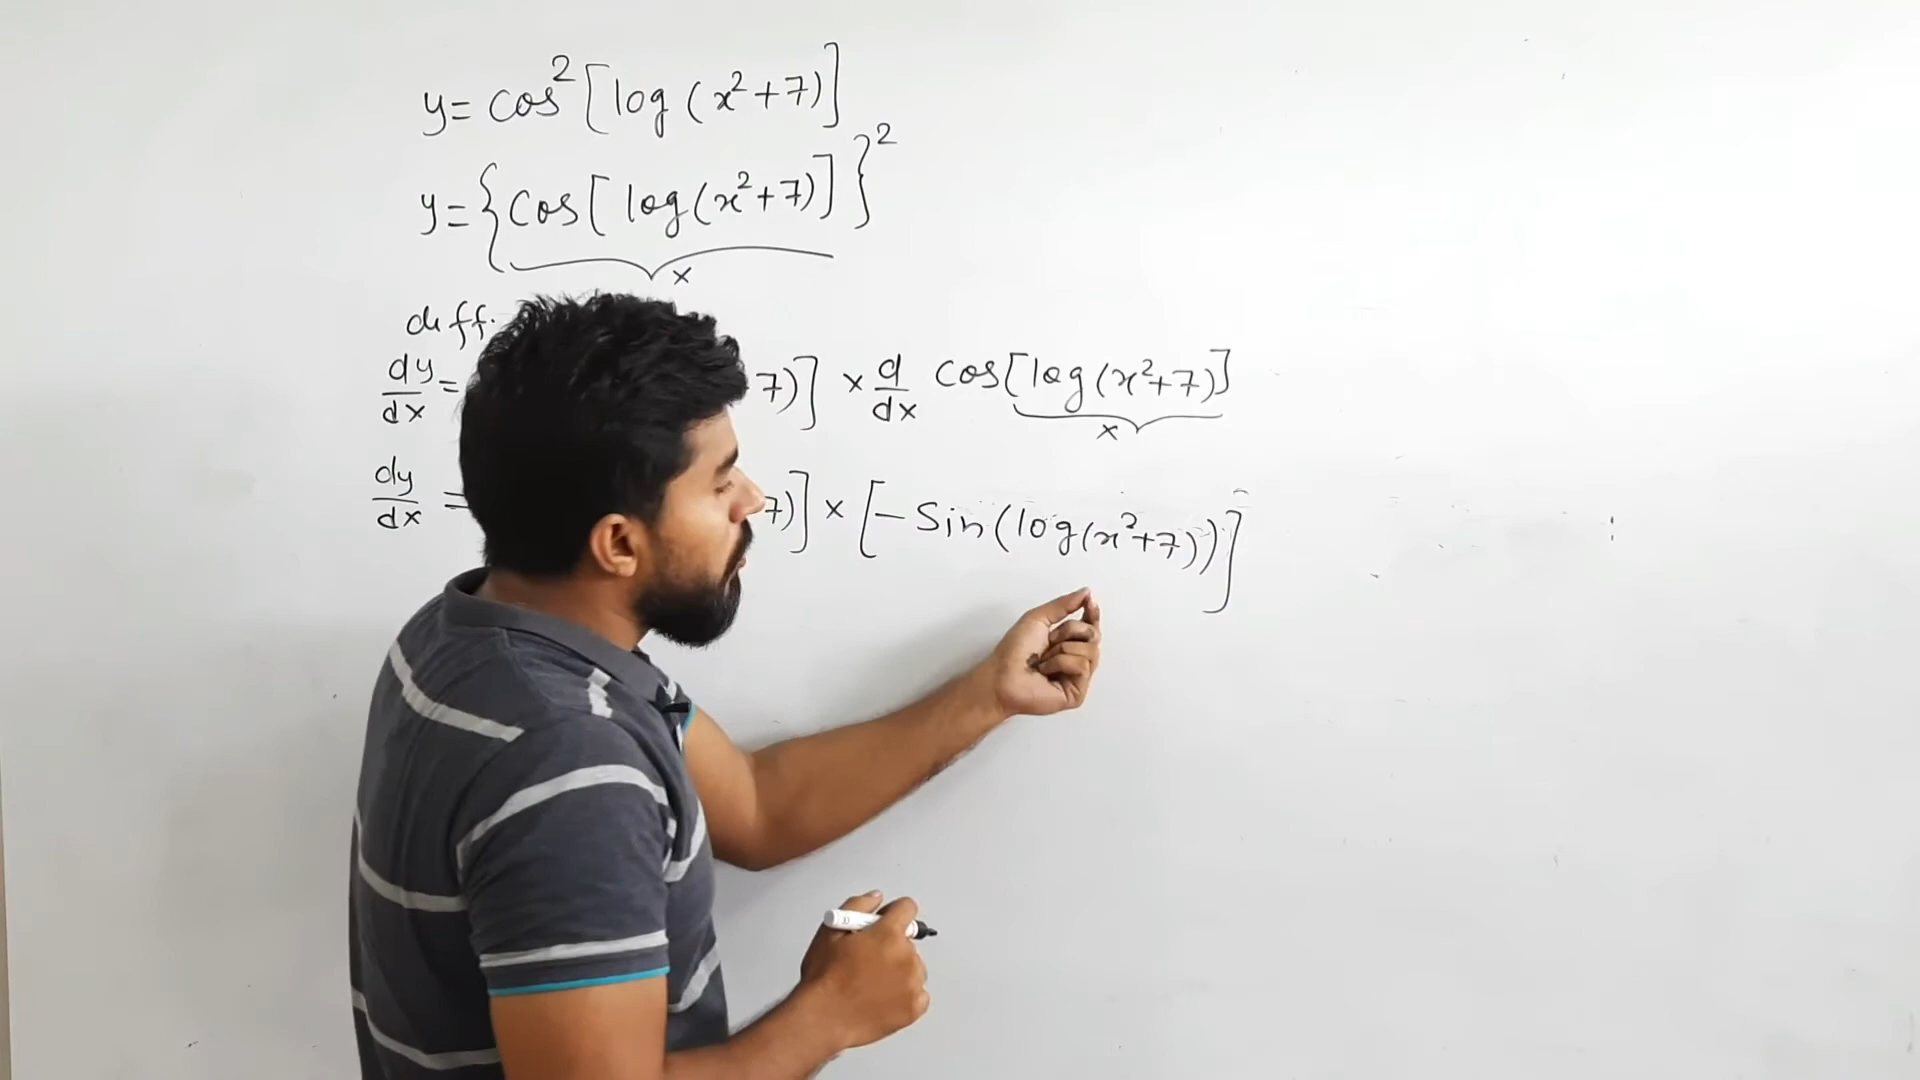 y = cos² [log (x²+7)]
y = {cos [log(x²+7)]}²
x
diff.
dy/dx = 7)] × d/dx cos[log(x²+7)]
x
dy/dx = 7)] × [- Sin(log(x²+7))]